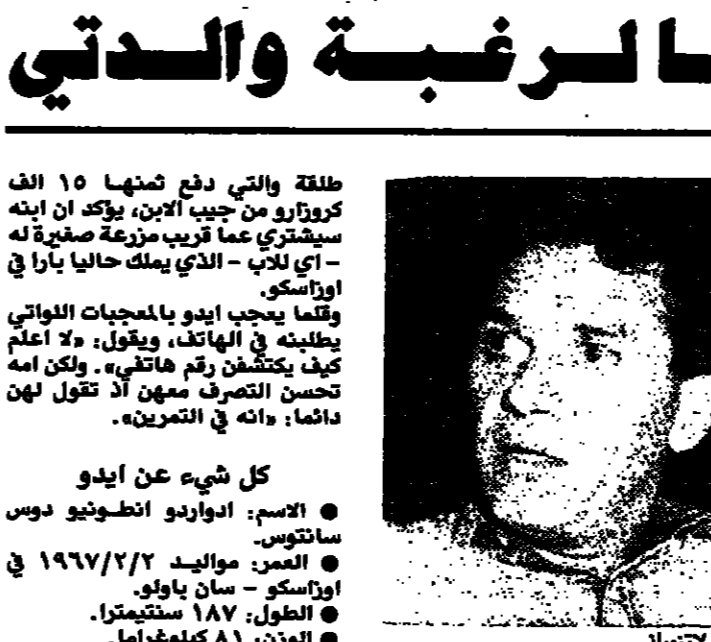 الرغبة والدتي
طلقة والتي دفع ثمنها ١٥ الف
كروزارو من جيب الابن، يؤكد ان ابنه
سيشتري عما قريب مزرعة صغيرة له
– اي للاب – الذي يملك حاليا بارا في
اوزاسكو.
وقلما يعجب ايدو بالمعجبات اللواتي
يطلبنه في الهاتف، ويقول: «لا اعلم
كيف يكتشفن رقم هاتفي». ولكن امه
تحسن التصرف معهن اذ تقول لهن
دائما: «انه في التمرين».
كل شيء عن ايدو
● الاسم: ادواردو انطونيو دوس
سانتوس.
● العمر: مواليد ١٩٦٧/٢/٢ في
اوزاسكو – سان باولو.
● الطول: ١٨٧ سنتيمترا.
● الوزن: ٨١ كيلوغراما.